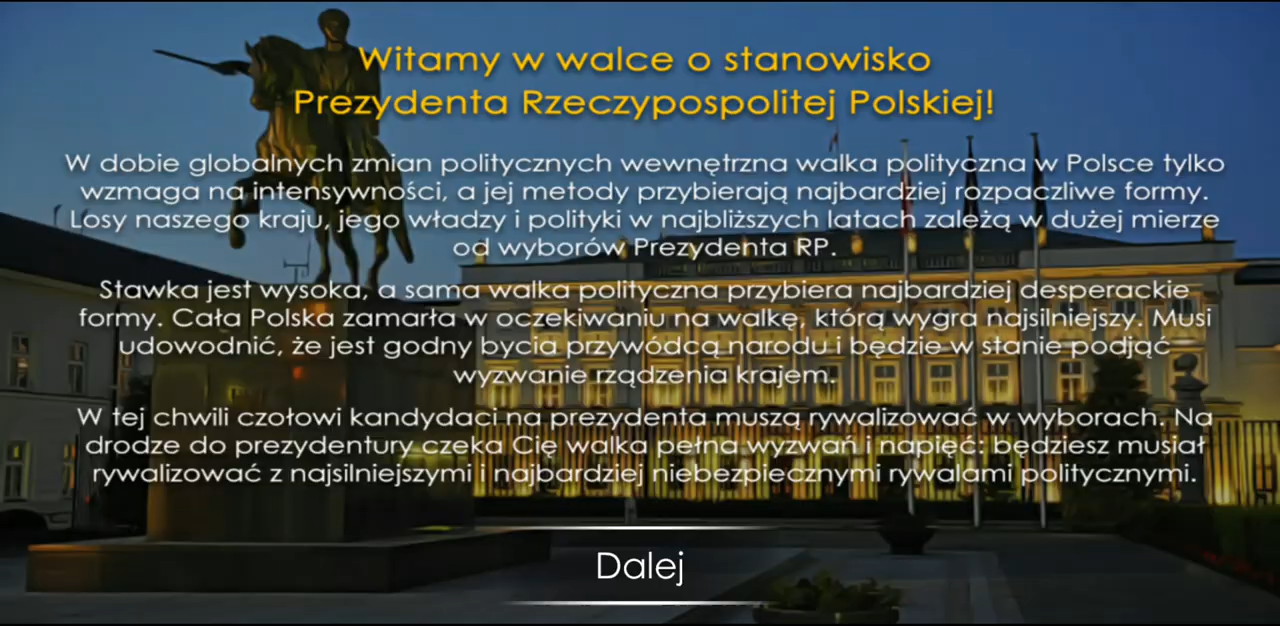 Witamy w walce o stanowisko
Prezydenta Rzeczypospolitej Polskiej!
W dobie globalnych zmian politycznych wewnętrzna walka polityczna w Polsce tylko
wzmaga na intensywności, a jej metody przybierają najbardziej rozpaczliwe formy.
Losy naszego kraju, jego władzy i polityki w najbliższych latach zależą w dużej mierze
od wyborów Prezydenta RP.
Stawka jest wysoka, a sama walka polityczna przybiera najbardziej desperackie
formy. Cała Polska zamarła w oczekiwaniu na walkę, którą wygra najsilniejszy. Musi
udowodnić, że jest godny bycia przywódcą narodu i będzie w stanie podjąć
wyzwanie rządzenia krajem.
W tej chwili czołowi kandydaci na prezydenta muszą rywalizować w wyborach. Na
drodze do prezydentury czeka Cię walka pełna wyzwań i napięć: będziesz musiał
rywalizować z najsilniejszymi i najbardziej niebezpiecznymi rywalami politycznymi.
Dalej